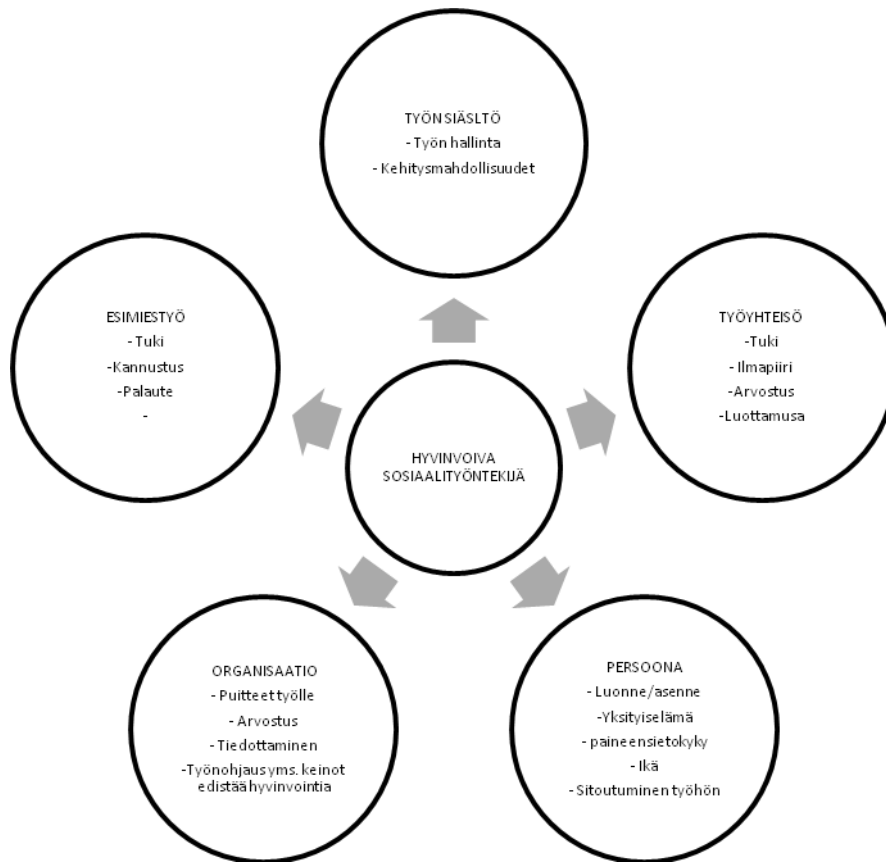 TYÖN SIÄSLTÖ
- Työn hallinta
- Kehitysmahdollisuudet
ESIMIESTYÖ
- Tuki
-Kannustus
-Palaute
-
TYÖYHTEISÖ
-Tuki
- Ilmapiiri
- Arvostus
-Luottamusa
HYVINVOIVA
SOSIAALITYÖNTEKIJÄ
ORGANISAATIO
- Puitteet työlle
- Arvostus
- Tiedottaminen
-Työnohjaus yms. keinot
edistää hyvinvointia
PERSOONA
- Luonne/asenne
-Yksityiselämä
-paineensietokyky
- Ikä
-Sitoutuminen työhön